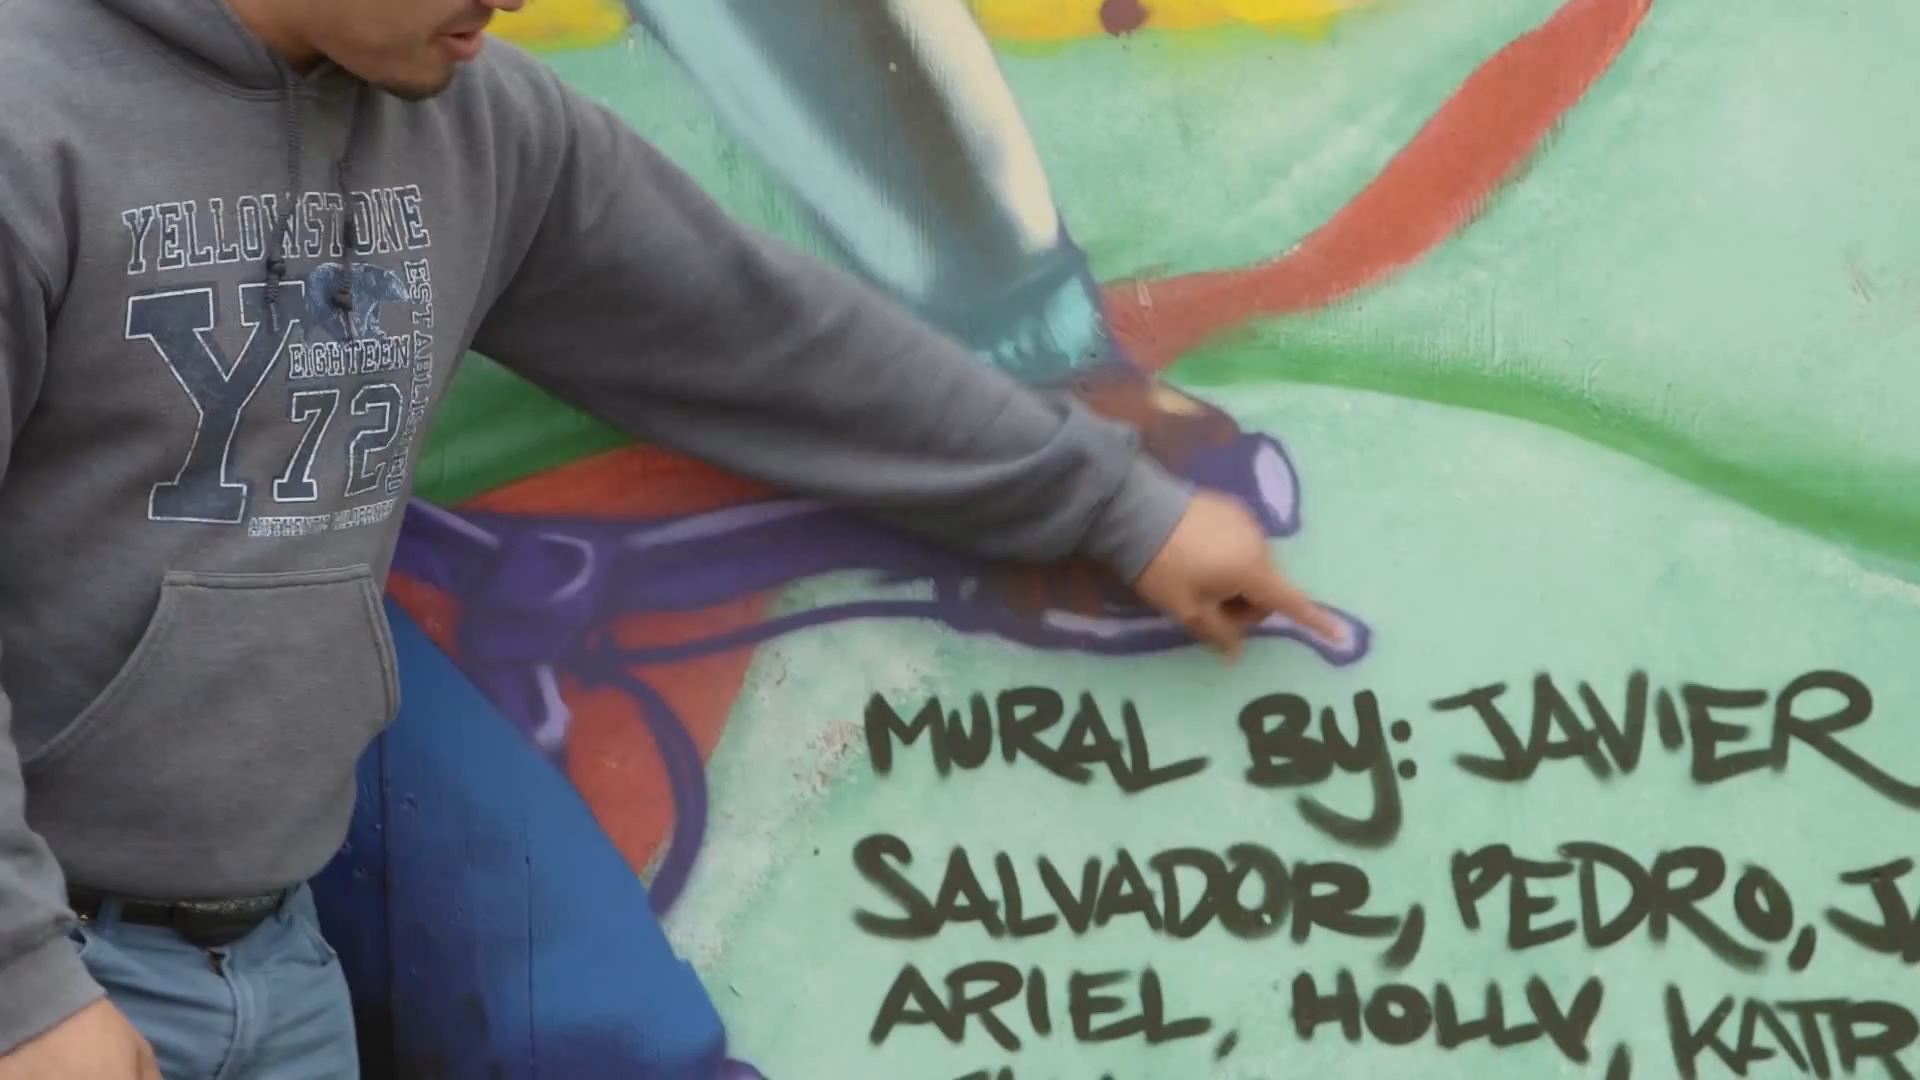 YELLOWSTONE
Y
EIGHTEEN
72
ESTABLISHED
MURAL BY: JAVIER
SALVADOR, PEDRO,
ARIEL, HOLLY,